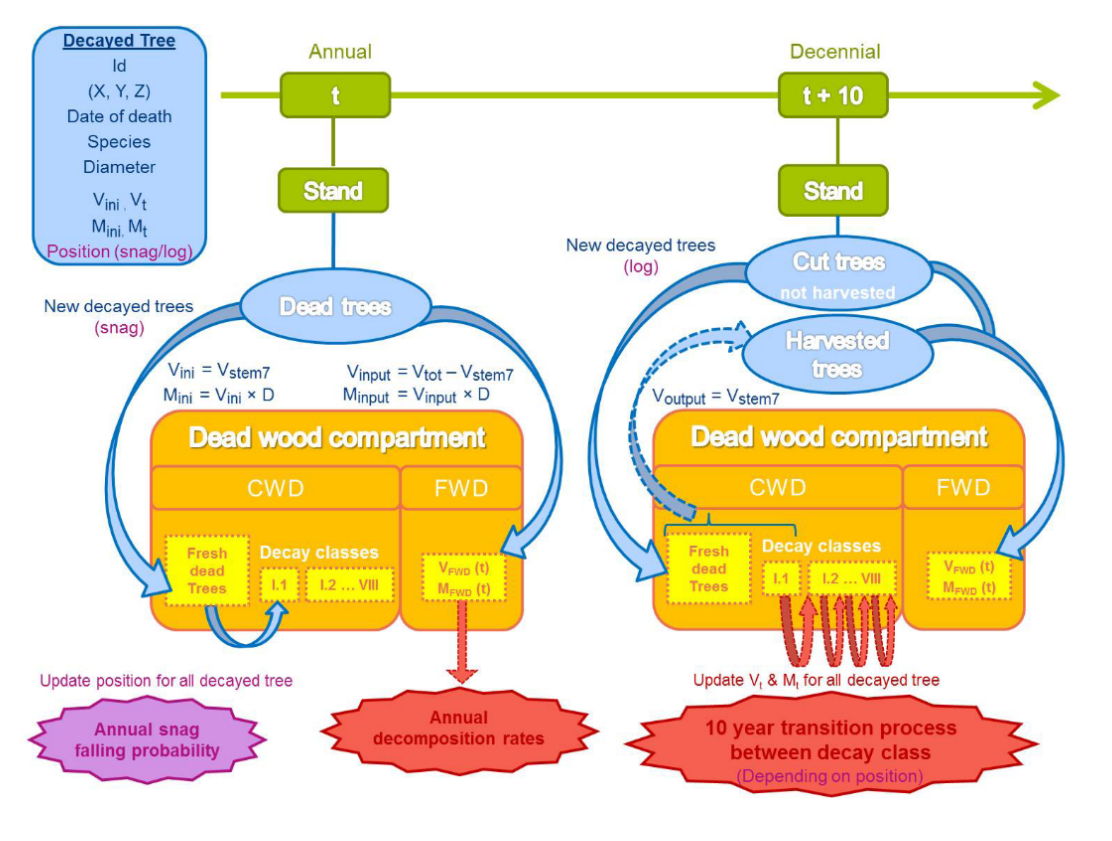 Decayed Tree
Id
(X, Y, Z)
Date of death
Species
Diameter
Vini , Vt
Mini, Mt
Position (snag/log)
Annual
t
Stand
Dead trees
New decayed trees
(snag)
Vini = Vstem7
Mini = Vini × D
Vinput = Vtot – Vstem7
Minput = Vinput × D
Dead wood compartment
CWD
FWD
Fresh
dead
Trees
Decay classes
I.1
I.2 ... VIII
VFWD (t)
MFWD (t)
Update position for all decayed tree
Annual snag
falling probability
Annual
decomposition rates
Decennial
t + 10
Stand
New decayed trees
(log)
Cut trees
not harvested
Harvested
trees
Voutput = Vstem7
Dead wood compartment
CWD
FWD
Fresh
dead
Trees
Decay classes
I.1
I.2 ... VIII
VFWD (t)
MFWD (t)
Update Vt & Mt for all decayed tree
10 year transition process
between decay class
(Depending on position)